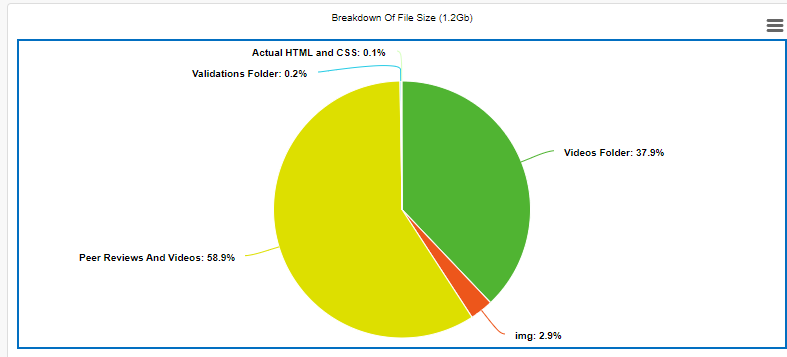 Breakdown Of File Size (1.2Gb)
Actual HTML and CSS: 0.1%
Validations Folder: 0.2%
Videos Folder: 37.9%
Peer Reviews And Videos: 58.9%
img: 2.9%